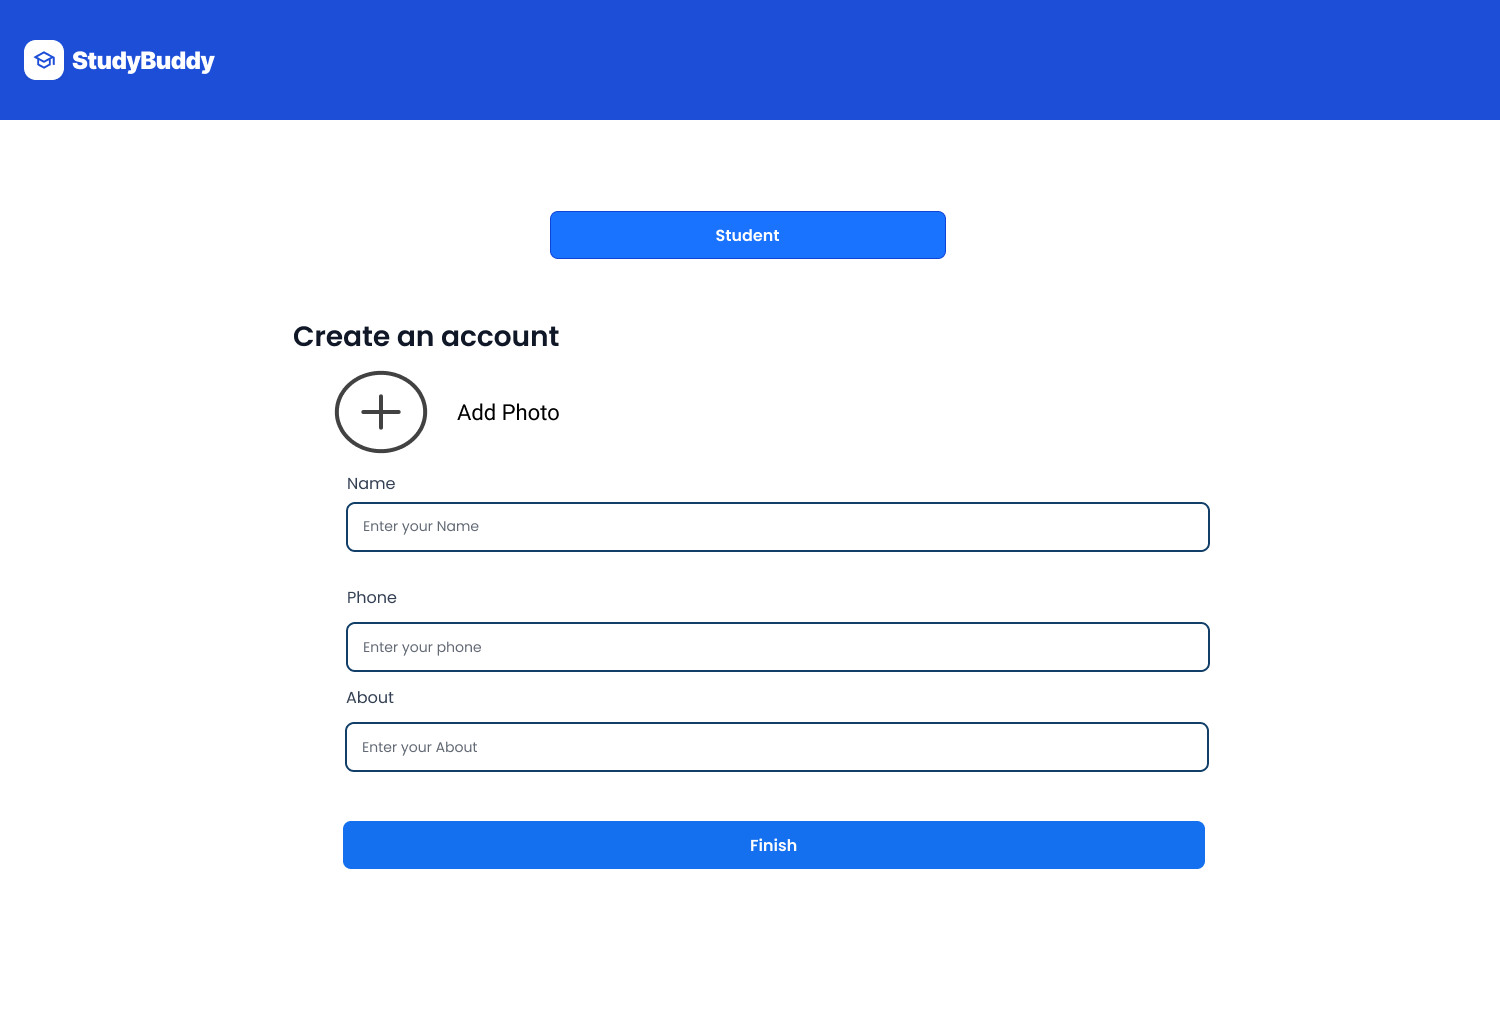 StudyBuddy
Student
Create an account
Add Photo
Name
Enter your Name
Phone
Enter your phone
About
Enter your About
Finish